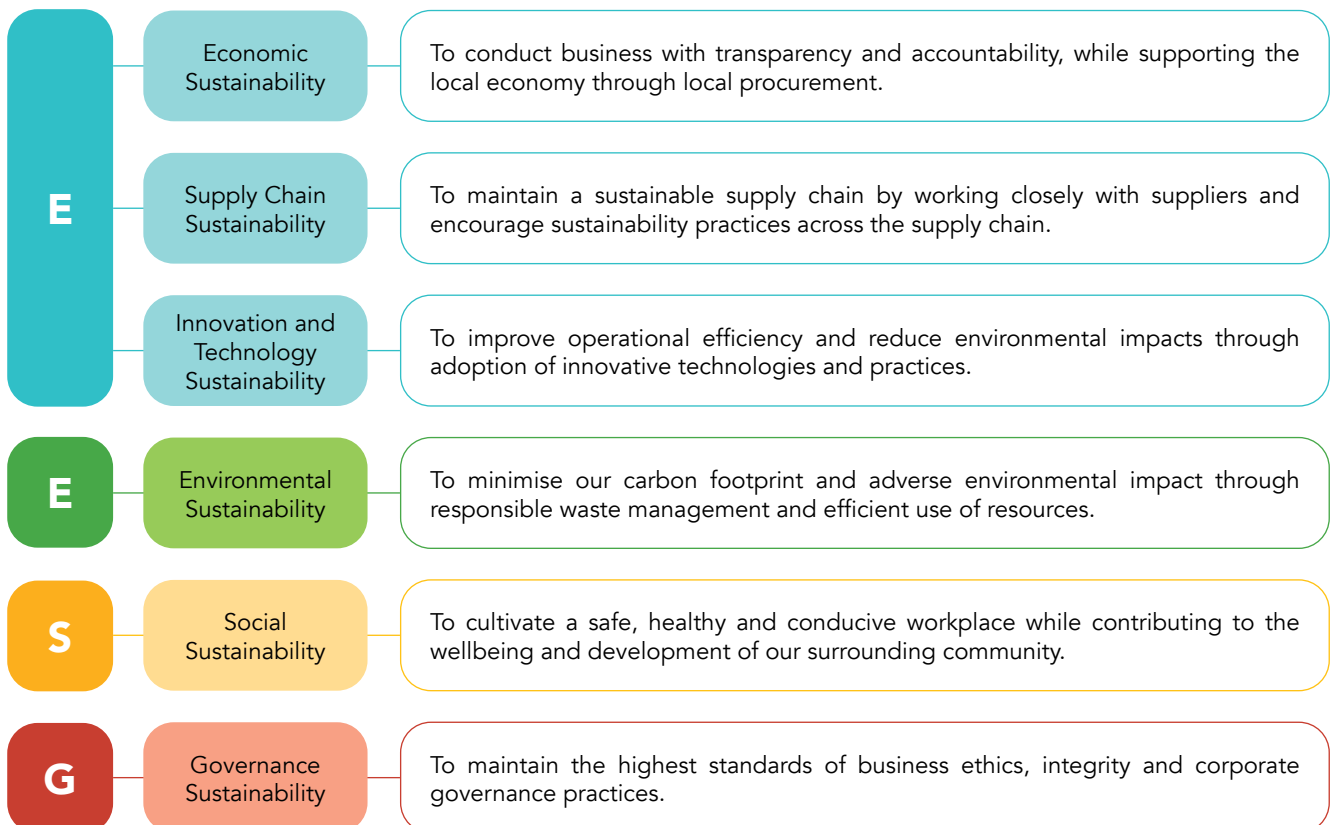 E
Economic
Sustainability
To conduct business with transparency and accountability, while supporting the
local economy through local procurement.
Supply Chain
Sustainability
To maintain a sustainable supply chain by working closely with suppliers and
encourage sustainability practices across the supply chain.
Innovation and
Technology
Sustainability
To improve operational efficiency and reduce environmental impacts through
adoption of innovative technologies and practices.
E
Environmental
Sustainability
To minimise our carbon footprint and adverse environmental impact through
responsible waste management and efficient use of resources.
S
Social
Sustainability
To cultivate a safe, healthy and conducive workplace while contributing to the
wellbeing and development of our surrounding community.
G
Governance
Sustainability
To maintain the highest standards of business ethics, integrity and corporate
governance practices.